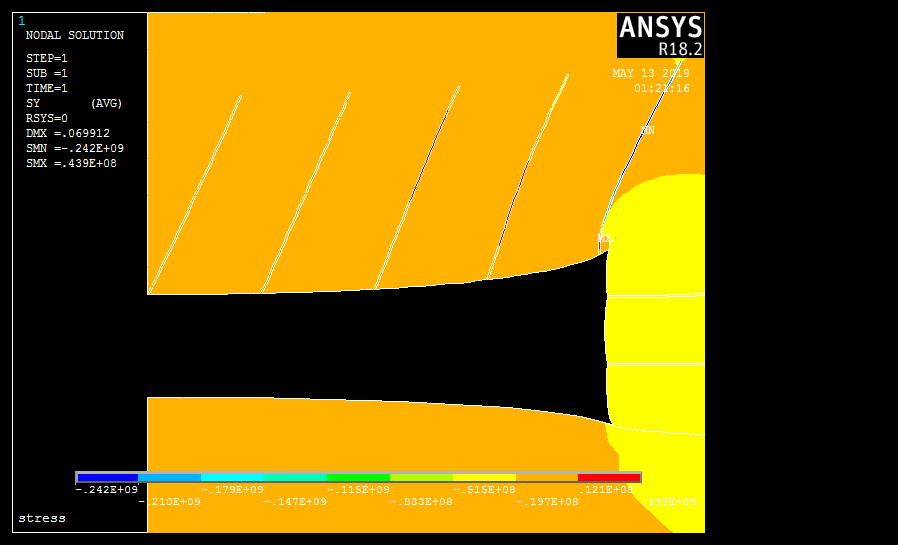 1
NODAL SOLUTION
STEP=1
SUB =1
TIME=1
SY (AVG)
RSYS=0
DMX =.069912
SMN =-.242E+09
SMX =.439E+08
ANSYS
R18.2
MAY 13 2019
01:21:16
MN
MX
-.242E+09 -.179E+09 -.115E+09 -.515E+08 .121E+08
-.210E+09 -.147E+09 -.833E+08 -.197E+08 .439E+08
stress